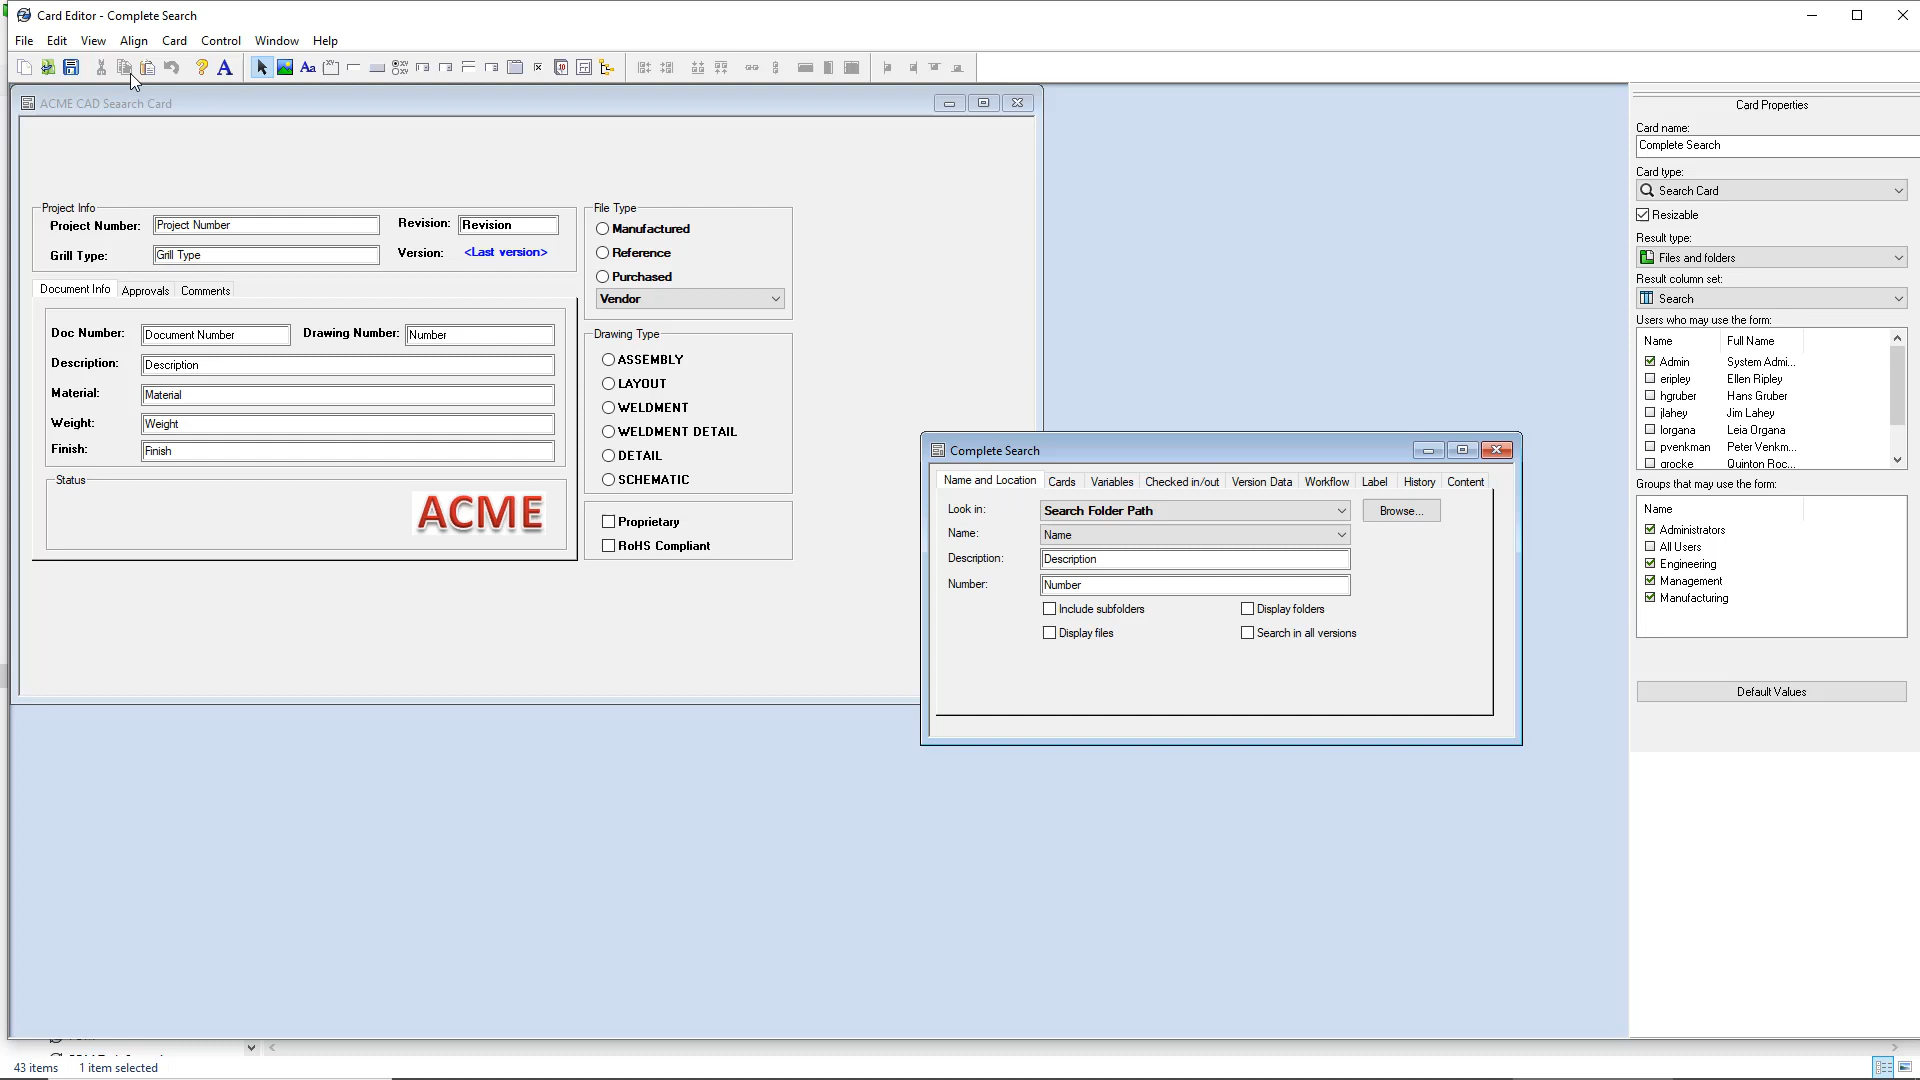 Card Editor - Complete Search
File Edit View Align Card Control Window Help
ACME CAD Seaarch Card
Project Info
Project Number: Project Number Revision: Revision
Grill Type: Grill Type Version: <Last version>
Document Info Approvals Comments
Doc Number: Document Number Drawing Number: Number
Description: Description
Material: Material
Weight: Weight
Finish: Finish
Status
ACME
File Type
Manufactured
Reference
Purchased
Vendor
Drawing Type
ASSEMBLY
LAYOUT
WELDMENT
WELDMENT DETAIL
DETAIL
SCHEMATIC
Proprietary
RoHS Compliant
Complete Search
Name and Location Cards Variables Checked in/out Version Data Workflow Label History Content
Look in: Search Folder Path Browse...
Name: Name
Description: Description
Number: Number
Include subfolders Display folders
Display files Search in all versions
Card Properties
Card name:
Complete Search
Card type:
Search Card
Resizable
Result type:
Files and folders
Result column set:
Search
Users who may use the form:
Name Full Name
Admin System Admi...
eripley Ellen Ripley
hgruber Hans Gruber
jlahey Jim Lahey
lorgana Leia Organa
pvenkman Peter Venkm...
qrocke Quinton Roc...
Groups that may use the form:
Name
Administrators
All Users
Engineering
Management
Manufacturing
Default Values
43 items 1 item selected